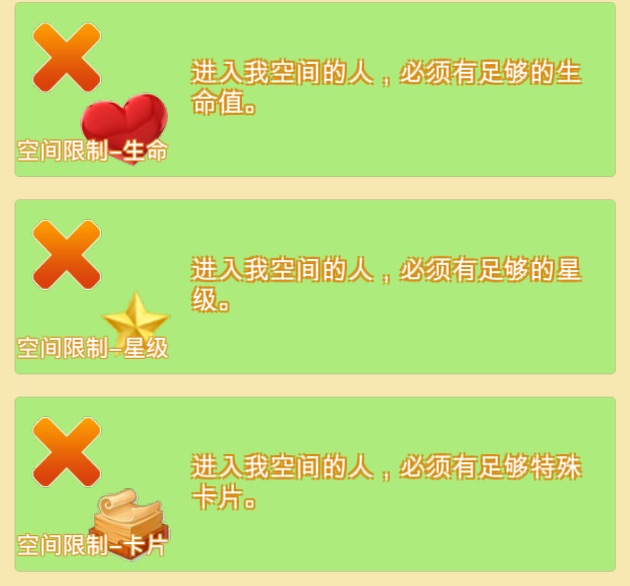 进入我空间的人，必须有足够的生
命值。
空间限制-生命
进入我空间的人，必须有足够的星
级。
空间限制-星级
进入我空间的人，必须有足够特殊
卡片。
空间限制-卡片